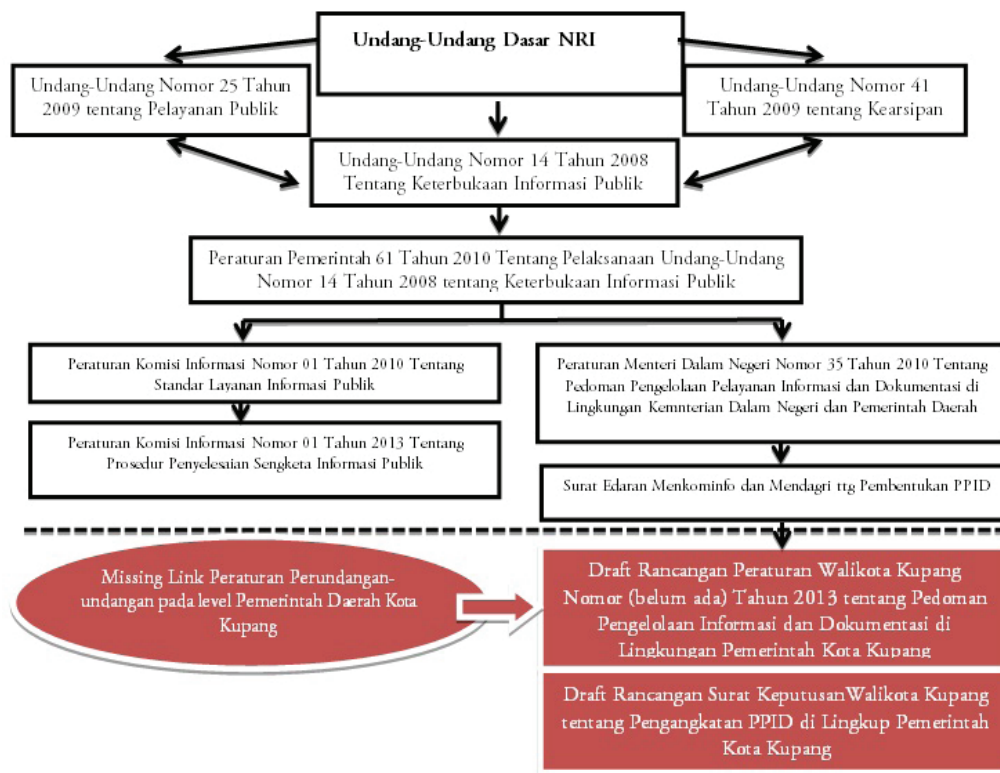 Undang-Undang Dasar NRI
Undang-Undang Nomor 25 Tahun
2009 tentang Pelayanan Publik
Undang-Undang Nomor 41
Tahun 2009 tentang Kearsipan
Undang-Undang Nomor 14 Tahun 2008
Tentang Keterbukaan Informasi Publik
Peraturan Pemerintah 61 Tahun 2010 Tentang Pelaksanaan Undang-Undang
Nomor 14 Tahun 2008 tentang Keterbukaan Informasi Publik
Peraturan Komisi Informasi Nomor 01 Tahun 2010 Tentang
Standar Layanan Informasi Publik
Peraturan Menteri Dalam Negeri Nomor 35 Tahun 2010 Tentang
Pedoman Pengelolaan Pelayanan Informasi dan Dokumentasi di
Lingkungan Kemnterian Dalam Negeri dan Pemerintah Daerah
Peraturan Komisi Informasi Nomor 01 Tahun 2013 Tentang
Prosedur Penyelesaian Sengketa Informasi Publik
Surat Edaran Menkominfo dan Mendagri ttg Pembentukan PPID
Missing Link Peraturan Perundangan-
undangan pada level Pemerintah Daerah Kota
Kupang
Draft Rancangan Peraturan Walikota Kupang
Nomor (belum ada) Tahun 2013 tentang Pedoman
Pengelolaan Informasi dan Dokumentasi di
Lingkungan Pemerintah Kota Kupang
Draft Rancangan Surat KeputusanWalikota Kupang
tentang Pengangkatan PPID di Lingkup Pemerintah
Kota Kupang